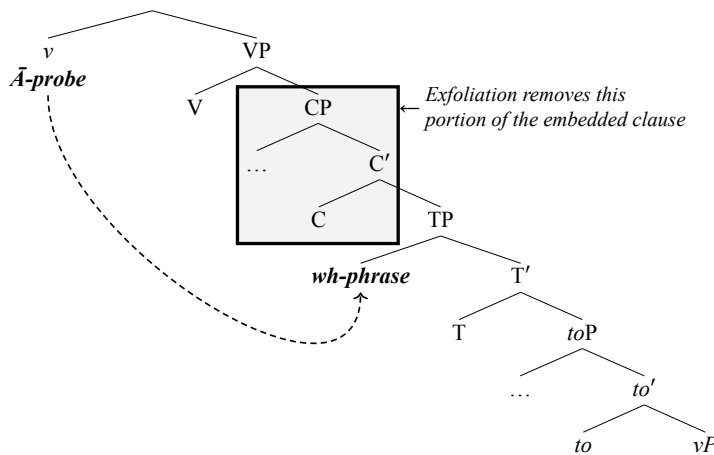 v VP
Ā-probe
V CP ← Exfoliation removes this
portion of the embedded clause
… C′
C TP
wh-phrase T′
T toP
… to′
to vP